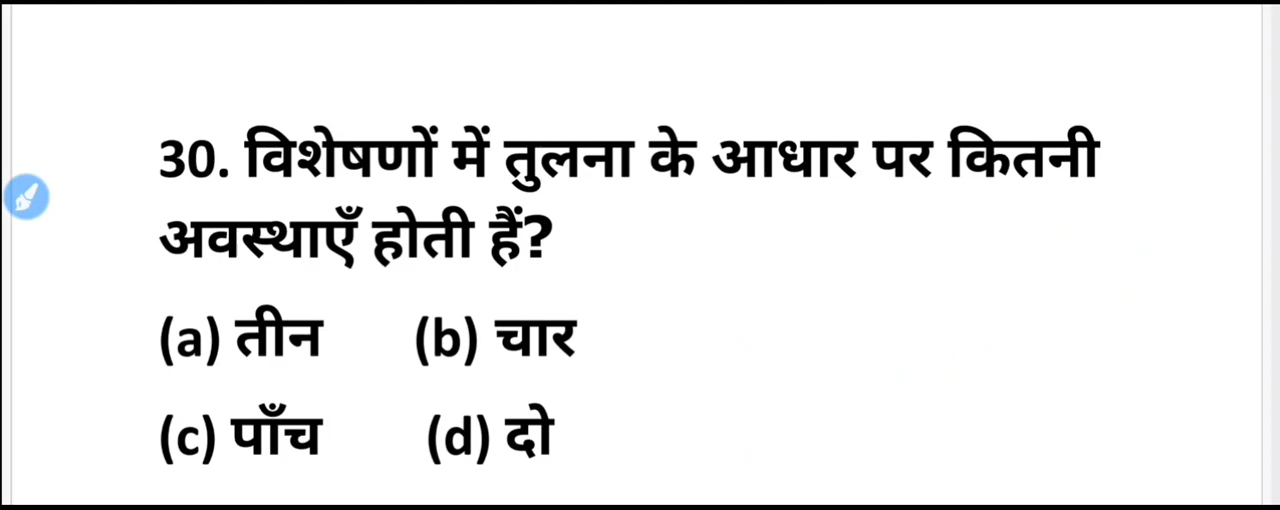 30. विशेषणों में तुलना के आधार पर कितनी
अवस्थाएँ होती हैं?
(a) तीन (b) चार
(c) पाँच (d) दो